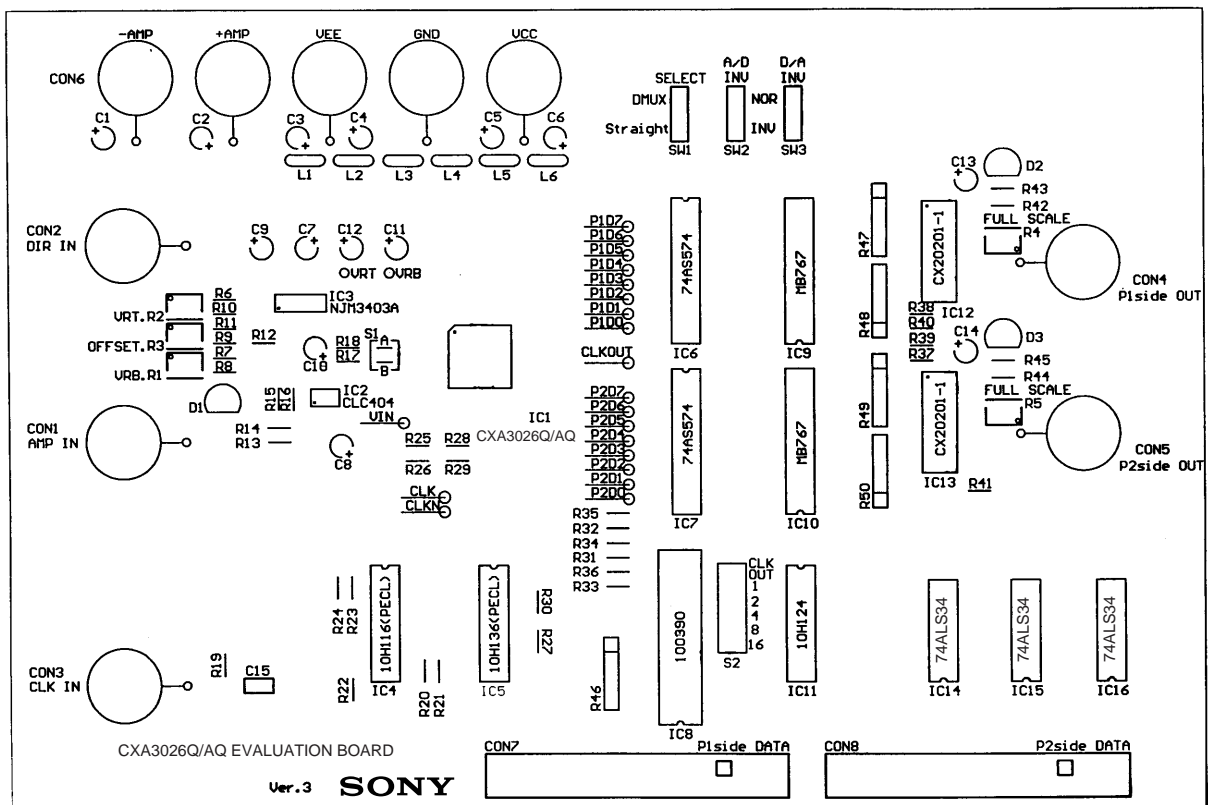 -AMP +AMP VEE GND VCC
CON6
C1 C2 C3 C4 C5 C6
L1 L2 L3 L4 L5 L6
SELECT A/D INV D/A INV
DMUX NOR
Straight INV
SW1 SW2 SW3
C13 D2
R43
R42
FULL SCALE
R4
CON2
DIR IN
C9 C7 C12 C11
OVRT OVRB
P1D7
P1D6
P1D5
P1D4
P1D3
P1D2
P1D1
P1D0
CLKOUT
74AS574
IC6
MB767
IC9
R47
R48
CX20201-1
IC12
CON4
P1side OUT
R38
R40
R39
R37
C14 D3
R45
R44
FULL SCALE
R5
R6
R10
VRT.R2
R11
R9
OFFSET.R3
R7
R8
VRB.R1
R12
IC3
NJM3403A
C10
R18
R17
S1
A
B
D1
R15
R16
IC2
CLC404
VIN
IC1
CXA3026Q/AQ
CON1
AMP IN
R14
R13
C8
R25 R28
R26 R29
CLK
CLKN
P2D7
P2D6
P2D5
P2D4
P2D3
P2D2
P2D1
P2D0
74AS574
IC7
MB767
IC10
R49
R50
CX20201-1
IC13
R41
CON5
P2side OUT
R35
R32
R34
R31
R36
R33
R24
R23
10H116(PECL)
IC4
10H136(PECL)
IC5
R30
R27
R46
100390
IC8
CLK
OUT
1
2
4
8
16
S2
10H124
IC11
74ALS34
IC14
74ALS34
IC15
74ALS34
IC16
CON3
CLK IN
R19
C15
R22
R20
R21
CXA3026Q/AQ EVALUATION BOARD
Ver.3 SONY
CON7 P1side DATA
CON8 P2side DATA